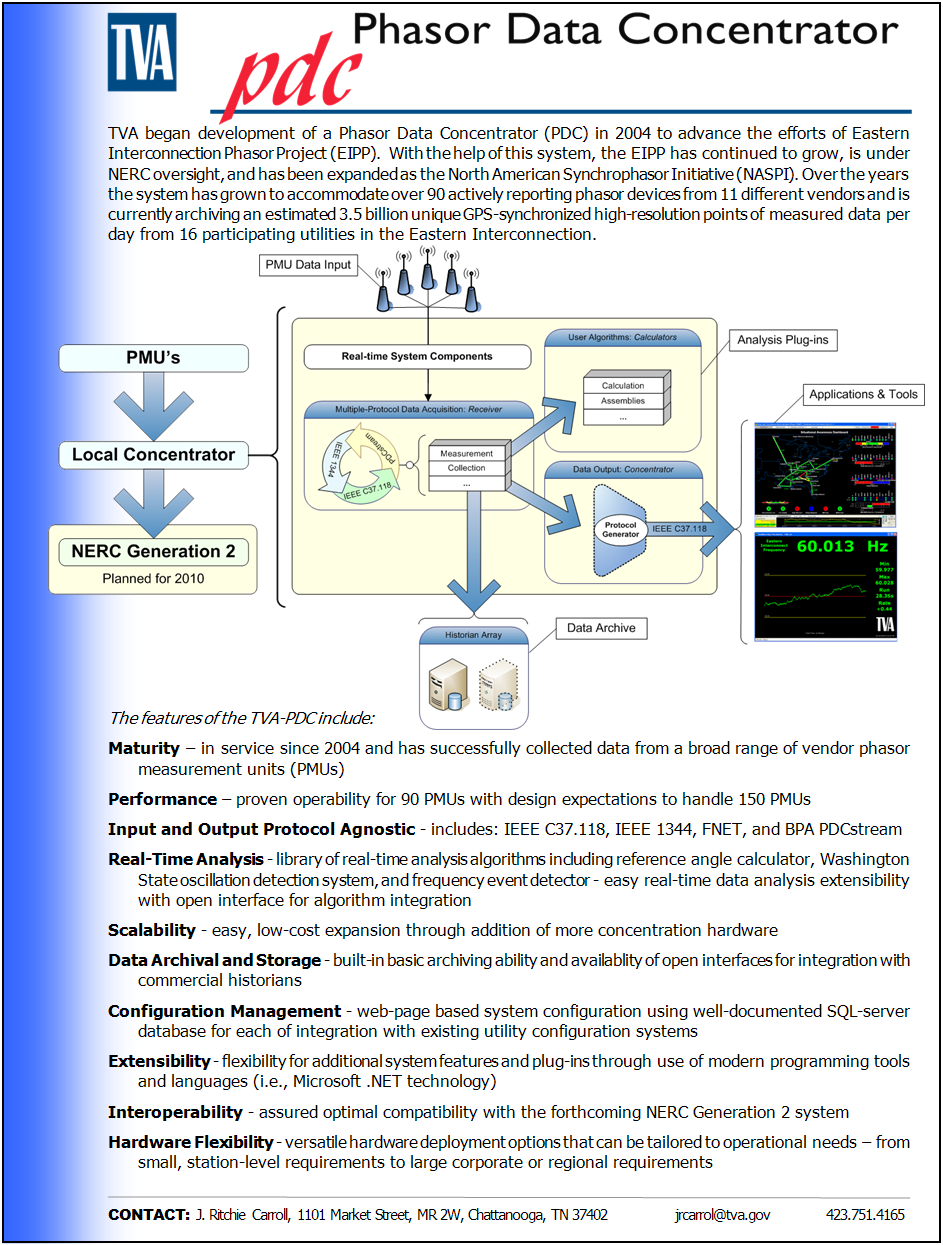 TVA
pdc
Phasor Data Concentrator
TVA began development of a Phasor Data Concentrator (PDC) in 2004 to advance the efforts of Eastern
Interconnection Phasor Project (EIPP). With the help of this system, the EIPP has continued to grow, is under
NERC oversight, and has been expanded as the North American Synchrophasor Initiative (NASPI). Over the years
the system has grown to accommodate over 90 actively reporting phasor devices from 11 different vendors and is
currently archiving an estimated 3.5 billion unique GPS-synchronized high-resolution points of measured data per
day from 16 participating utilities in the Eastern Interconnection.
PMU Data Input
PMU's
Local Concentrator
NERC Generation 2
Planned for 2010
Real-time System Components
Multiple-Protocol Data Acquisition: Receiver
IEEE 1344
PDCstream
IEEE C37.118
Measurement
Collection
...
User Algorithms: Calculators
Calculation
Assemblies
...
Analysis Plug-ins
Data Output: Concentrator
Protocol
Generator
IEEE C37.118
Applications & Tools
Situational Awareness Dashboard
Eastern
Interconnect
Frequency
60.013 Hz
Min
59.977
Max
60.028
Run
28.35s
Rate
+0.44
TVA
Historian Array
Data Archive
The features of the TVA-PDC include:
Maturity – in service since 2004 and has successfully collected data from a broad range of vendor phasor
measurement units (PMUs)
Performance – proven operability for 90 PMUs with design expectations to handle 150 PMUs
Input and Output Protocol Agnostic - includes: IEEE C37.118, IEEE 1344, FNET, and BPA PDCstream
Real-Time Analysis - library of real-time analysis algorithms including reference angle calculator, Washington
State oscillation detection system, and frequency event detector - easy real-time data analysis extensibility
with open interface for algorithm integration
Scalability - easy, low-cost expansion through addition of more concentration hardware
Data Archival and Storage - built-in basic archiving ability and availablity of open interfaces for integration with
commercial historians
Configuration Management - web-page based system configuration using well-documented SQL-server
database for each of integration with existing utility configuration systems
Extensibility - flexibility for additional system features and plug-ins through use of modern programming tools
and languages (i.e., Microsoft .NET technology)
Interoperability - assured optimal compatibility with the forthcoming NERC Generation 2 system
Hardware Flexibility - versatile hardware deployment options that can be tailored to operational needs – from
small, station-level requirements to large corporate or regional requirements
CONTACT: J. Ritchie Carroll, 1101 Market Street, MR 2W, Chattanooga, TN 37402 jrcarrol@tva.gov 423.751.4165